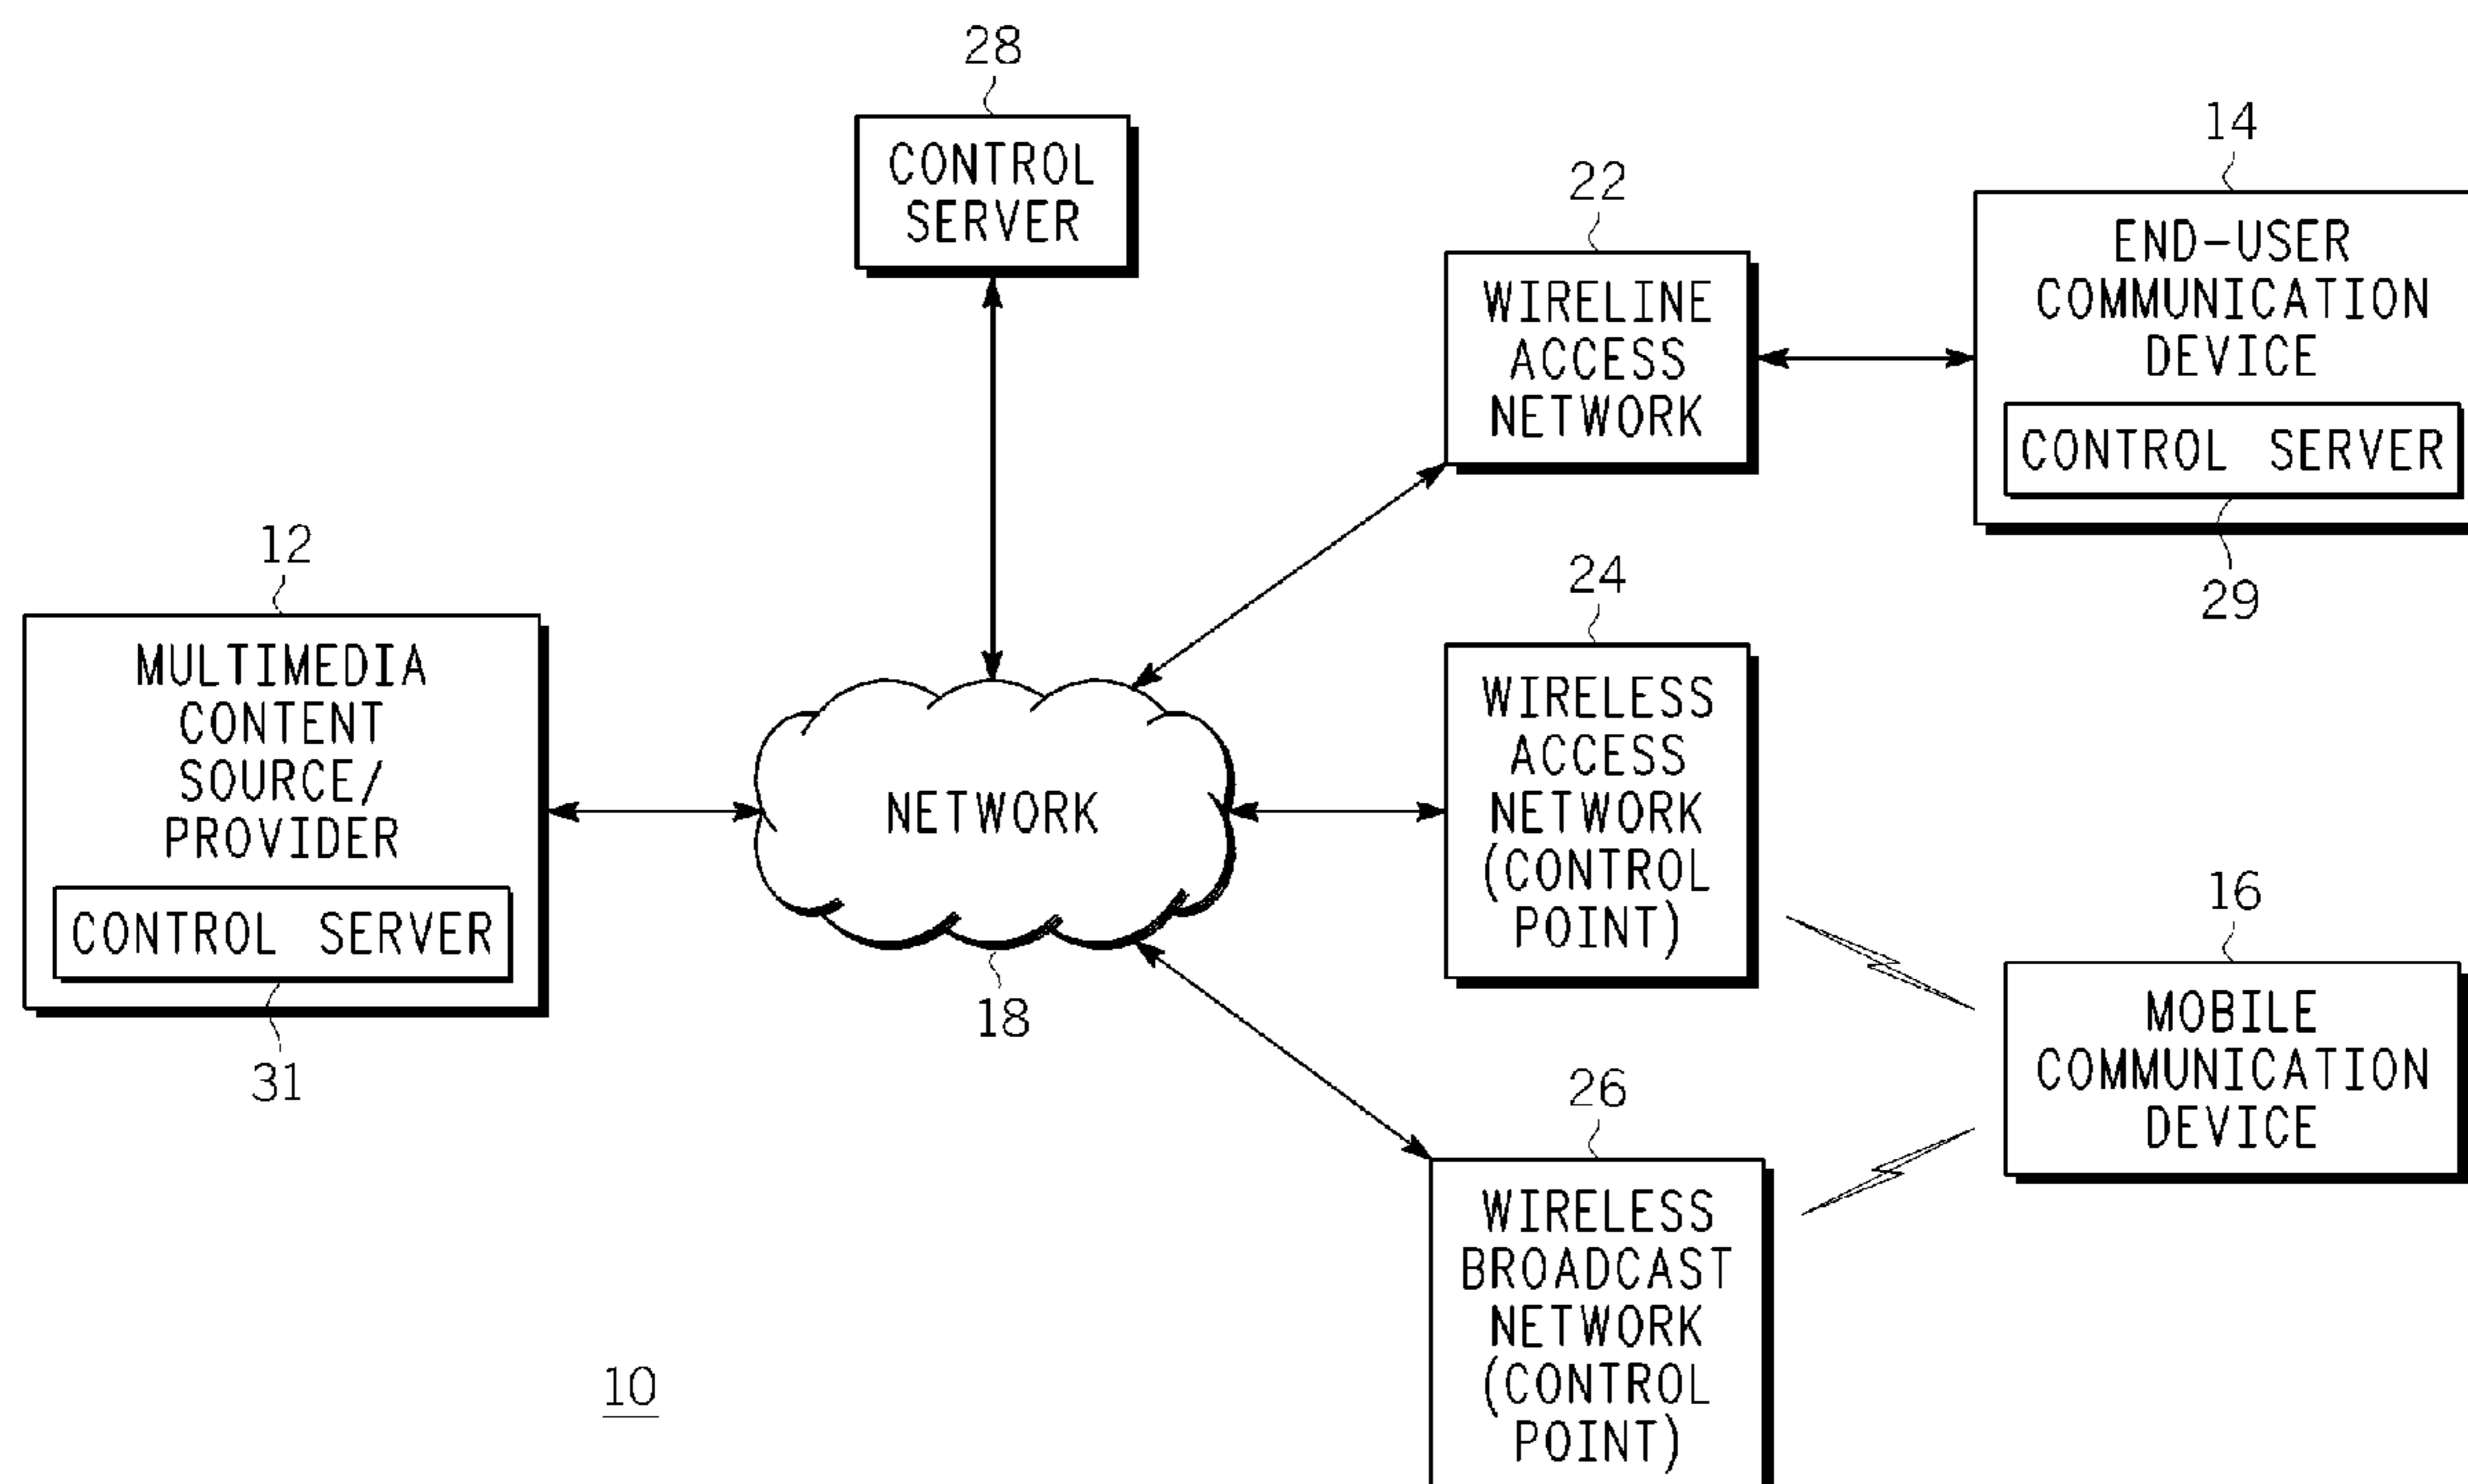 28
CONTROL
SERVER
14
END-USER
COMMUNICATION
DEVICE
CONTROL SERVER
29
22
WIRELINE
ACCESS
NETWORK
12
MULTIMEDIA
CONTENT
SOURCE/
PROVIDER
CONTROL SERVER
31
NETWORK
18
24
WIRELESS
ACCESS
NETWORK
(CONTROL
POINT)
16
MOBILE
COMMUNICATION
DEVICE
26
WIRELESS
BROADCAST
NETWORK
(CONTROL
POINT)
10